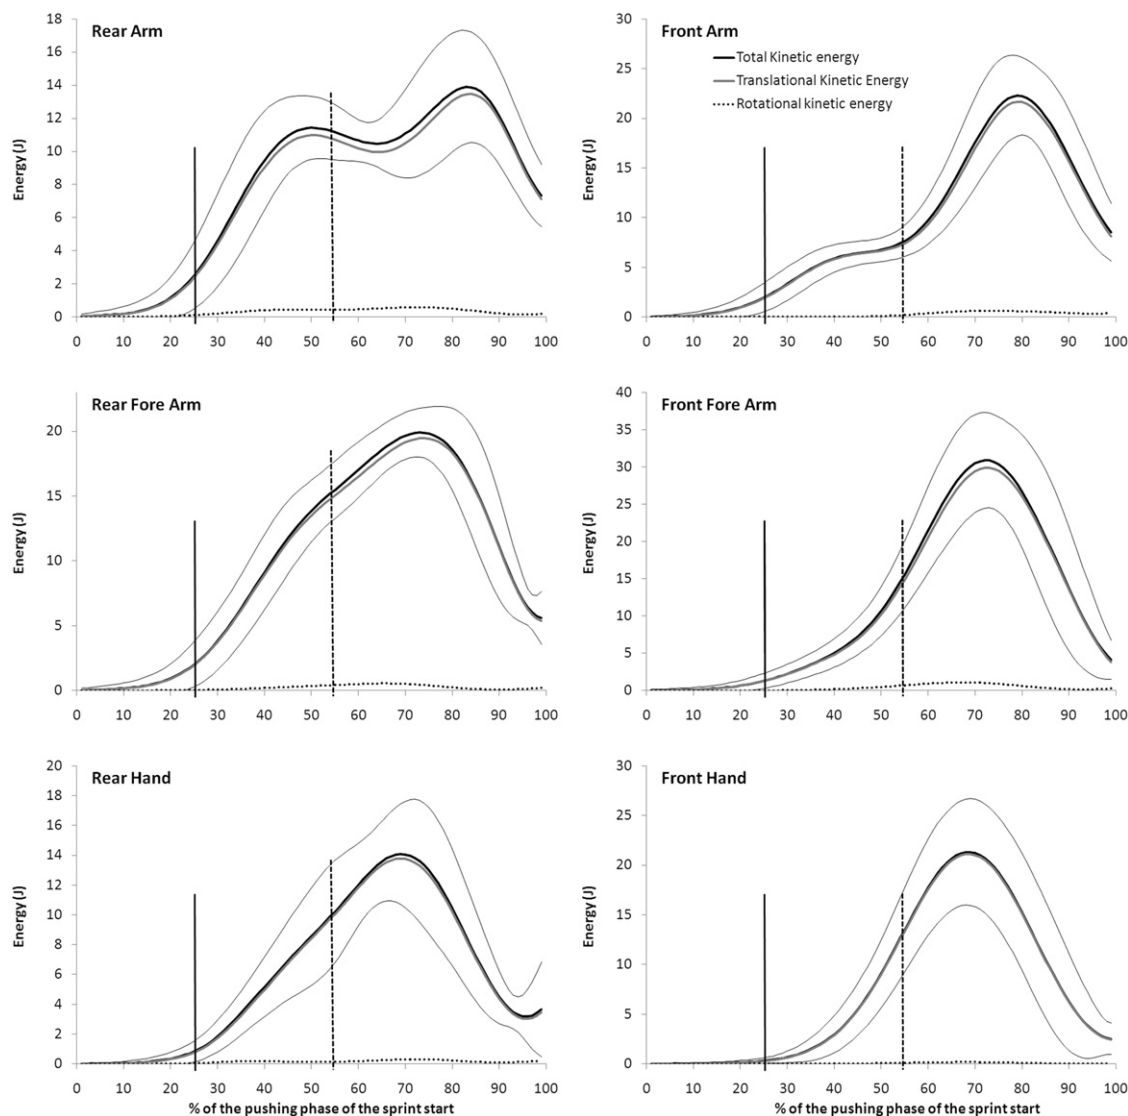 Rear Arm
Energy (J)
18
16
14
12
10
8
6
4
2
0
0 10 20 30 40 50 60 70 80 90 100
Front Arm
Total Kinetic energy
Translational Kinetic Energy
Rotational kinetic energy
Energy (J)
30
25
20
15
10
5
0
0 10 20 30 40 50 60 70 80 90 100
Rear Fore Arm
Energy (J)
20
15
10
5
0
0 10 20 30 40 50 60 70 80 90 100
Front Fore Arm
Energy (J)
40
35
30
25
20
15
10
5
0
0 10 20 30 40 50 60 70 80 90 100
Rear Hand
Energy (J)
20
18
16
14
12
10
8
6
4
2
0
0 10 20 30 40 50 60 70 80 90 100
% of the pushing phase of the sprint start
Front Hand
Energy (J)
30
25
20
15
10
5
0
0 10 20 30 40 50 60 70 80 90 100
% of the pushing phase of the sprint start